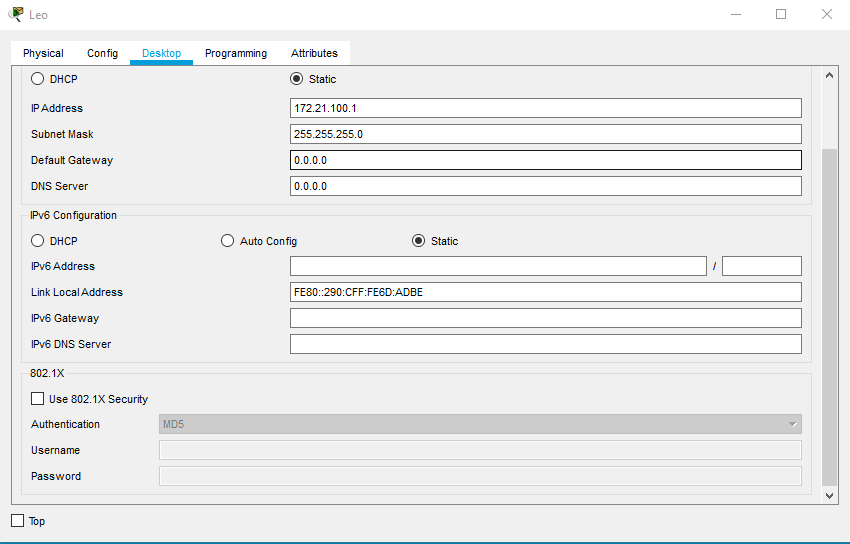 Leo
Physical Config Desktop Programming Attributes
DHCP Static
IP Address 172.21.100.1
Subnet Mask 255.255.255.0
Default Gateway 0.0.0.0
DNS Server 0.0.0.0
IPv6 Configuration
DHCP Auto Config Static
IPv6 Address /
Link Local Address FE80::290:CFF:FE6D:ADBE
IPv6 Gateway
IPv6 DNS Server
802.1X
Use 802.1X Security
Authentication MD5
Username
Password
Top